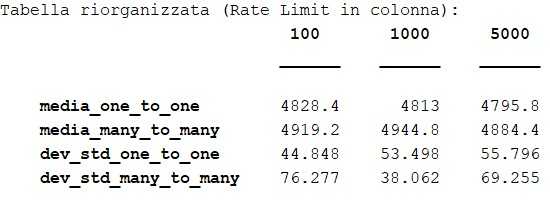 Tabella riorganizzata (Rate Limit in colonna):
100 1000 5000
media_one_to_one 4828.4 4813 4795.8
media_many_to_many 4919.2 4944.8 4884.4
dev_std_one_to_one 44.848 53.498 55.796
dev_std_many_to_many 76.277 38.062 69.255